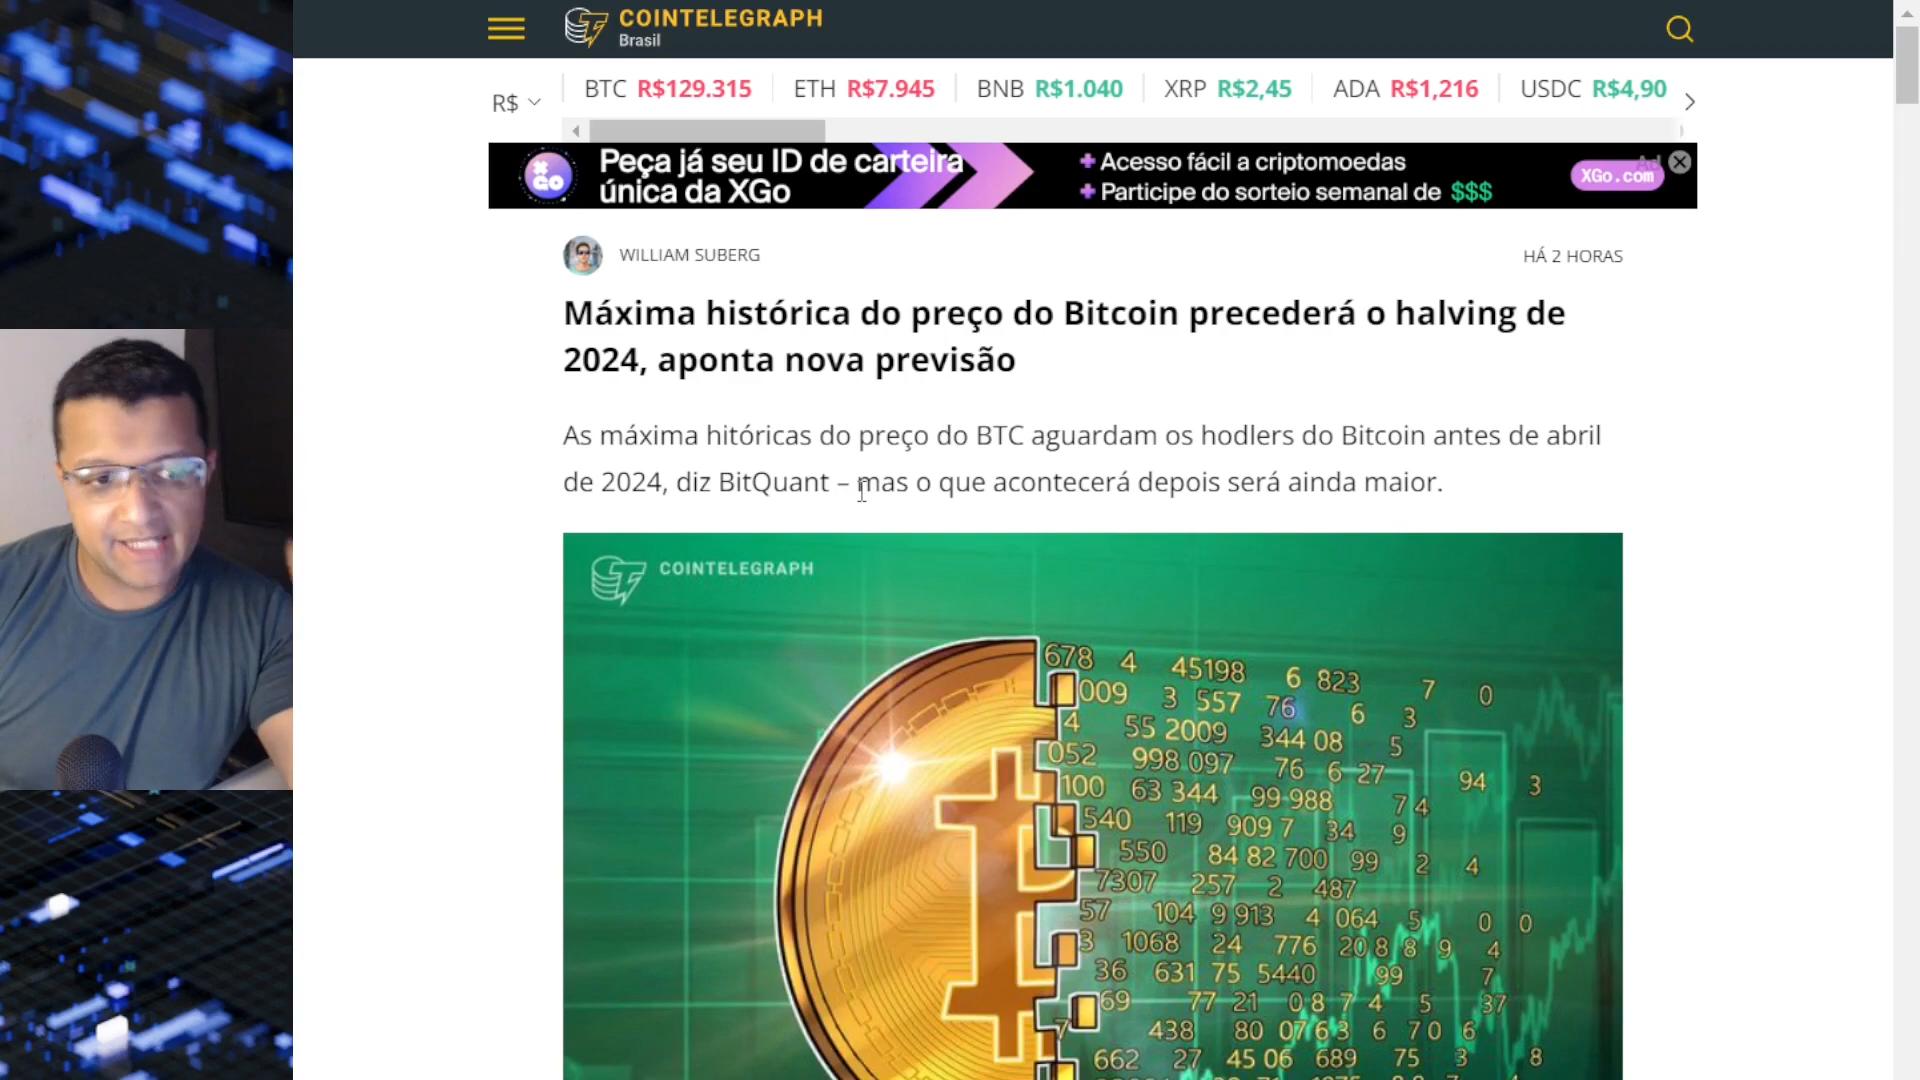 COINTELEGRAPH
Brasil
R$
BTC R$129.315 ETH R$7.945 BNB R$1.040 XRP R$2,45 ADA R$1,216 USDC R$4,90
Peça já seu ID de carteira
única da XGo
+ Acesso fácil a criptomoedas
+ Participe do sorteio semanal de $$$
XGo.com
Ad
WILLIAM SUBERG
HÁ 2 HORAS
Máxima histórica do preço do Bitcoin precederá o halving de
2024, aponta nova previsão
As máxima hitóricas do preço do BTC aguardam os hodlers do Bitcoin antes de abril
de 2024, diz BitQuant – mas o que acontecerá depois será ainda maior.
COINTELEGRAPH
678 4 45198 6 823 7 0
009 3 557 76 6 3
4 55 2009 344 08 5
052 998 097 76 6 27 94 3
100 63 344 99 988 74
540 119 909 7 34 9
550 84 82 700 99 2 4
7307 257 2 487
57 104 9 913 4 064 5 0 0
3 1068 24 776 20 8 8 9 4
36 631 75 5440 99 7
69 77 21 0 8 7 4 5 37
7 438 80 07 63 6 70 6
662 27 45 06 689 75 3 8